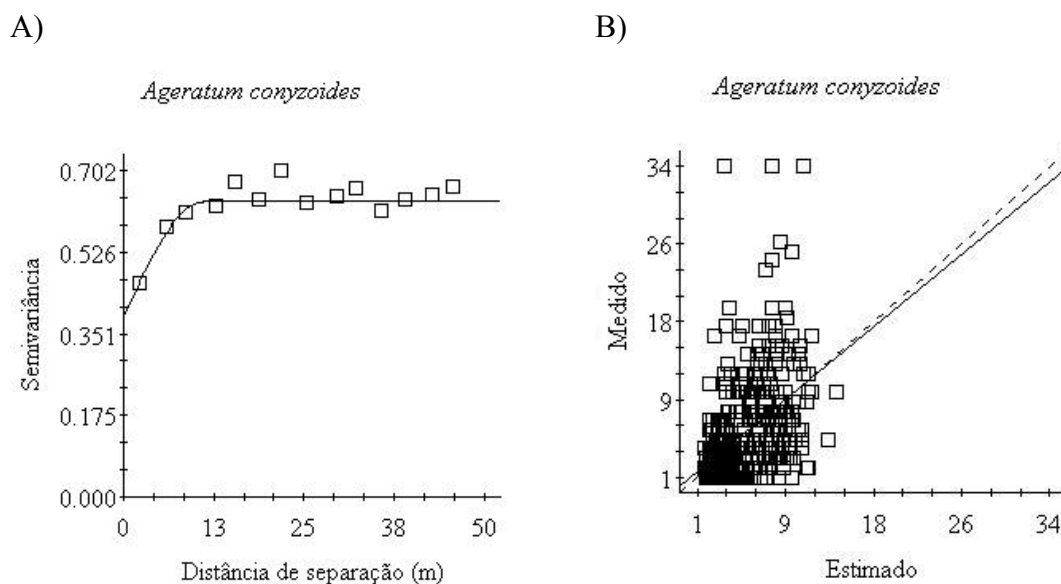 A)
Ageratum conyzoides
Semivariância
0.702
0.526
0.351
0.175
0.000
0 13 25 38 50
Distância de separação (m)
B)
Ageratum conyzoides
Medido
34
26
18
9
1
1 9 18 26 34
Estimado